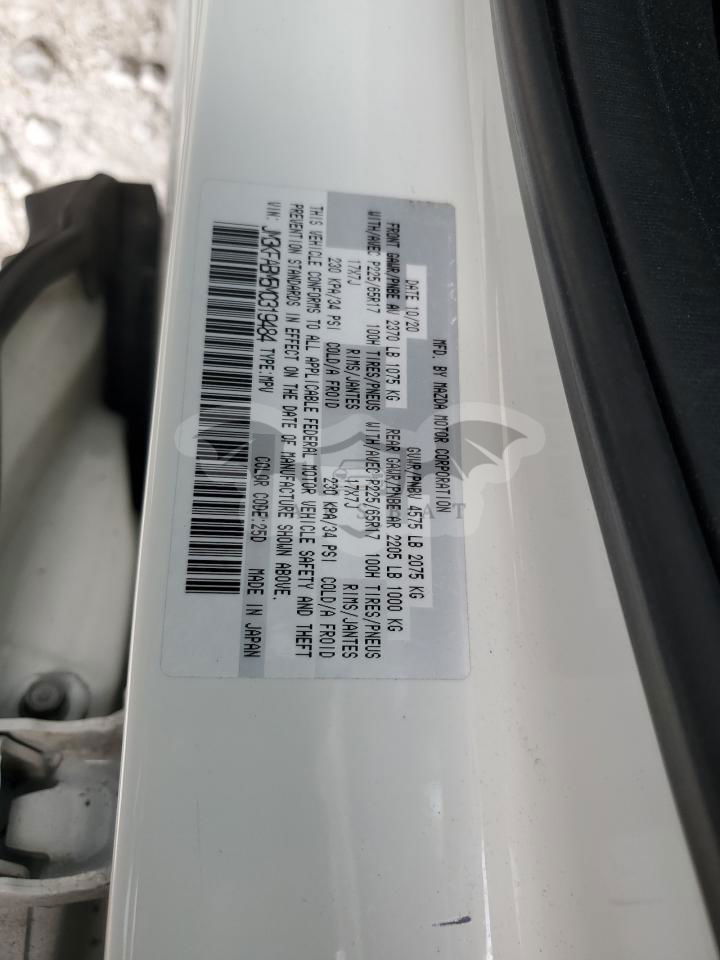 MFD. BY MAZDA MOTOR CORPORATION
DATE 10/20 GVWR/PNBV 4575 LB 2075 KG
FRONT GAWR/PNBE AV 2370 LB 1075 KG REAR GAWR/PNBE AR 2205 LB 1000 KG
WITH/AVEC P225/65R17 100H TIRES/PNEUS WITH/AVEC P225/65R17 100H TIRES/PNEUS
17X7J RIMS/JANTES 17X7J RIMS/JANTES
230 KPA/34 PSI COLD/A FROID 230 KPA/34 PSI COLD/A FROID
THIS VEHICLE CONFORMS TO ALL APPLICABLE FEDERAL MOTOR VEHICLE SAFETY AND THEFT
PREVENTION STANDARDS IN EFFECT ON THE DATE OF MANUFACTURE SHOWN ABOVE.
VIN: JM3KFABM5M0319484 TYPE:MPV COLOR CODE:25D MADE IN JAPAN